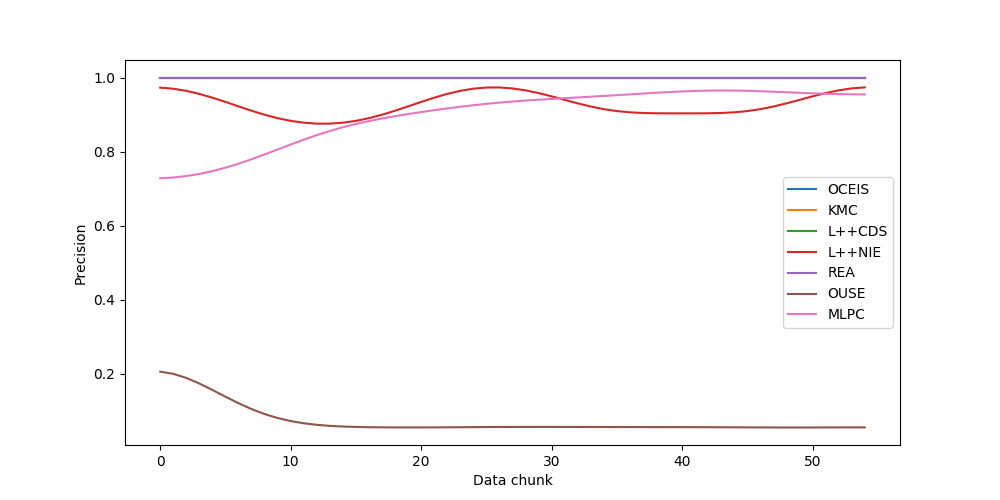 1.0
0.8
0.6
0.4
0.2
Precision
0 10 20 30 40 50
Data chunk
OCEIS
KMC
L++CDS
L++NIE
REA
OUSE
MLPC